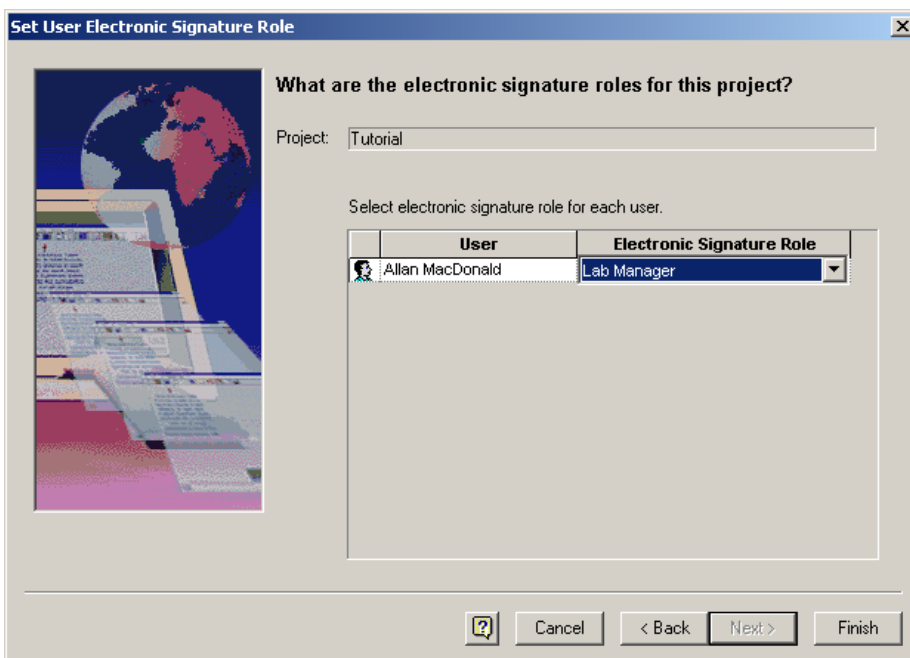 Set User Electronic Signature Role
What are the electronic signature roles for this project?
Project: Tutorial
Select electronic signature role for each user.
User Electronic Signature Role
Allan MacDonald Lab Manager
Cancel < Back Next > Finish